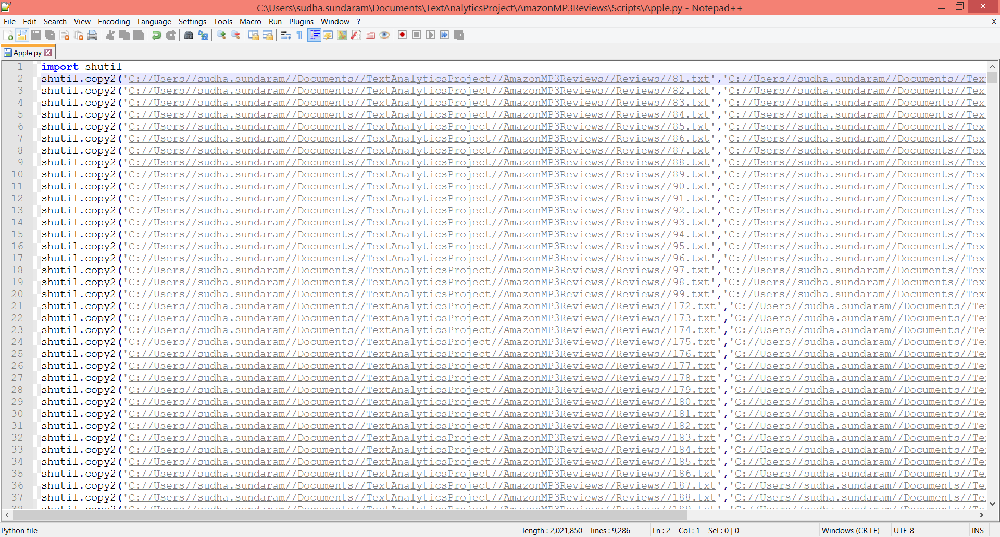 C:\Users\sudha.sundaram\Documents\TextAnalyticsProject\AmazonMP3Reviews\Scripts\Apple.py - Notepad++
File Edit Search View Encoding Language Settings Tools Macro Run Plugins Window ? X
Apple.py
1 import shutil
2 shutil.copy2('C://Users//sudha.sundaram//Documents//TextAnalyticsProject//AmazonMP3Reviews//Reviews//81.txt','C://Users//sudha.sundaram//Documents//Tex
3 shutil.copy2('C://Users//sudha.sundaram//Documents//TextAnalyticsProject//AmazonMP3Reviews//Reviews//82.txt','C://Users//sudha.sundaram//Documents//Tex
4 shutil.copy2('C://Users//sudha.sundaram//Documents//TextAnalyticsProject//AmazonMP3Reviews//Reviews//83.txt','C://Users//sudha.sundaram//Documents//Tex
5 shutil.copy2('C://Users//sudha.sundaram//Documents//TextAnalyticsProject//AmazonMP3Reviews//Reviews//84.txt','C://Users//sudha.sundaram//Documents//Tex
6 shutil.copy2('C://Users//sudha.sundaram//Documents//TextAnalyticsProject//AmazonMP3Reviews//Reviews//85.txt','C://Users//sudha.sundaram//Documents//Tex
7 shutil.copy2('C://Users//sudha.sundaram//Documents//TextAnalyticsProject//AmazonMP3Reviews//Reviews//86.txt','C://Users//sudha.sundaram//Documents//Tex
8 shutil.copy2('C://Users//sudha.sundaram//Documents//TextAnalyticsProject//AmazonMP3Reviews//Reviews//87.txt','C://Users//sudha.sundaram//Documents//Tex
9 shutil.copy2('C://Users//sudha.sundaram//Documents//TextAnalyticsProject//AmazonMP3Reviews//Reviews//88.txt','C://Users//sudha.sundaram//Documents//Tex
10 shutil.copy2('C://Users//sudha.sundaram//Documents//TextAnalyticsProject//AmazonMP3Reviews//Reviews//89.txt','C://Users//sudha.sundaram//Documents//Tex
11 shutil.copy2('C://Users//sudha.sundaram//Documents//TextAnalyticsProject//AmazonMP3Reviews//Reviews//90.txt','C://Users//sudha.sundaram//Documents//Tex
12 shutil.copy2('C://Users//sudha.sundaram//Documents//TextAnalyticsProject//AmazonMP3Reviews//Reviews//91.txt','C://Users//sudha.sundaram//Documents//Tex
13 shutil.copy2('C://Users//sudha.sundaram//Documents//TextAnalyticsProject//AmazonMP3Reviews//Reviews//92.txt','C://Users//sudha.sundaram//Documents//Tex
14 shutil.copy2('C://Users//sudha.sundaram//Documents//TextAnalyticsProject//AmazonMP3Reviews//Reviews//93.txt','C://Users//sudha.sundaram//Documents//Tex
15 shutil.copy2('C://Users//sudha.sundaram//Documents//TextAnalyticsProject//AmazonMP3Reviews//Reviews//94.txt','C://Users//sudha.sundaram//Documents//Tex
16 shutil.copy2('C://Users//sudha.sundaram//Documents//TextAnalyticsProject//AmazonMP3Reviews//Reviews//95.txt','C://Users//sudha.sundaram//Documents//Tex
17 shutil.copy2('C://Users//sudha.sundaram//Documents//TextAnalyticsProject//AmazonMP3Reviews//Reviews//96.txt','C://Users//sudha.sundaram//Documents//Tex
18 shutil.copy2('C://Users//sudha.sundaram//Documents//TextAnalyticsProject//AmazonMP3Reviews//Reviews//97.txt','C://Users//sudha.sundaram//Documents//Tex
19 shutil.copy2('C://Users//sudha.sundaram//Documents//TextAnalyticsProject//AmazonMP3Reviews//Reviews//98.txt','C://Users//sudha.sundaram//Documents//Tex
20 shutil.copy2('C://Users//sudha.sundaram//Documents//TextAnalyticsProject//AmazonMP3Reviews//Reviews//99.txt','C://Users//sudha.sundaram//Documents//Tex
21 shutil.copy2('C://Users//sudha.sundaram//Documents//TextAnalyticsProject//AmazonMP3Reviews//Reviews//172.txt','C://Users//sudha.sundaram//Documents//Te
22 shutil.copy2('C://Users//sudha.sundaram//Documents//TextAnalyticsProject//AmazonMP3Reviews//Reviews//173.txt','C://Users//sudha.sundaram//Documents//Te
23 shutil.copy2('C://Users//sudha.sundaram//Documents//TextAnalyticsProject//AmazonMP3Reviews//Reviews//174.txt','C://Users//sudha.sundaram//Documents//Te
24 shutil.copy2('C://Users//sudha.sundaram//Documents//TextAnalyticsProject//AmazonMP3Reviews//Reviews//175.txt','C://Users//sudha.sundaram//Documents//Te
25 shutil.copy2('C://Users//sudha.sundaram//Documents//TextAnalyticsProject//AmazonMP3Reviews//Reviews//176.txt','C://Users//sudha.sundaram//Documents//Te
26 shutil.copy2('C://Users//sudha.sundaram//Documents//TextAnalyticsProject//AmazonMP3Reviews//Reviews//177.txt','C://Users//sudha.sundaram//Documents//Te
27 shutil.copy2('C://Users//sudha.sundaram//Documents//TextAnalyticsProject//AmazonMP3Reviews//Reviews//178.txt','C://Users//sudha.sundaram//Documents//Te
28 shutil.copy2('C://Users//sudha.sundaram//Documents//TextAnalyticsProject//AmazonMP3Reviews//Reviews//179.txt','C://Users//sudha.sundaram//Documents//Te
29 shutil.copy2('C://Users//sudha.sundaram//Documents//TextAnalyticsProject//AmazonMP3Reviews//Reviews//180.txt','C://Users//sudha.sundaram//Documents//Te
30 shutil.copy2('C://Users//sudha.sundaram//Documents//TextAnalyticsProject//AmazonMP3Reviews//Reviews//181.txt','C://Users//sudha.sundaram//Documents//Te
31 shutil.copy2('C://Users//sudha.sundaram//Documents//TextAnalyticsProject//AmazonMP3Reviews//Reviews//182.txt','C://Users//sudha.sundaram//Documents//Te
32 shutil.copy2('C://Users//sudha.sundaram//Documents//TextAnalyticsProject//AmazonMP3Reviews//Reviews//183.txt','C://Users//sudha.sundaram//Documents//Te
33 shutil.copy2('C://Users//sudha.sundaram//Documents//TextAnalyticsProject//AmazonMP3Reviews//Reviews//184.txt','C://Users//sudha.sundaram//Documents//Te
34 shutil.copy2('C://Users//sudha.sundaram//Documents//TextAnalyticsProject//AmazonMP3Reviews//Reviews//185.txt','C://Users//sudha.sundaram//Documents//Te
35 shutil.copy2('C://Users//sudha.sundaram//Documents//TextAnalyticsProject//AmazonMP3Reviews//Reviews//186.txt','C://Users//sudha.sundaram//Documents//Te
36 shutil.copy2('C://Users//sudha.sundaram//Documents//TextAnalyticsProject//AmazonMP3Reviews//Reviews//187.txt','C://Users//sudha.sundaram//Documents//Te
37 shutil.copy2('C://Users//sudha.sundaram//Documents//TextAnalyticsProject//AmazonMP3Reviews//Reviews//188.txt','C://Users//sudha.sundaram//Documents//Te
38 shutil.copy2('C://Users//sudha.sundaram//Documents//TextAnalyticsProject//AmazonMP3Reviews//Reviews//189.txt','C://Users//sudha.sundaram//Documents//Te
Python file length : 2,021,850 lines : 9,286 Ln : 2 Col : 1 Sel : 0 | 0 Windows (CR LF) UTF-8 INS